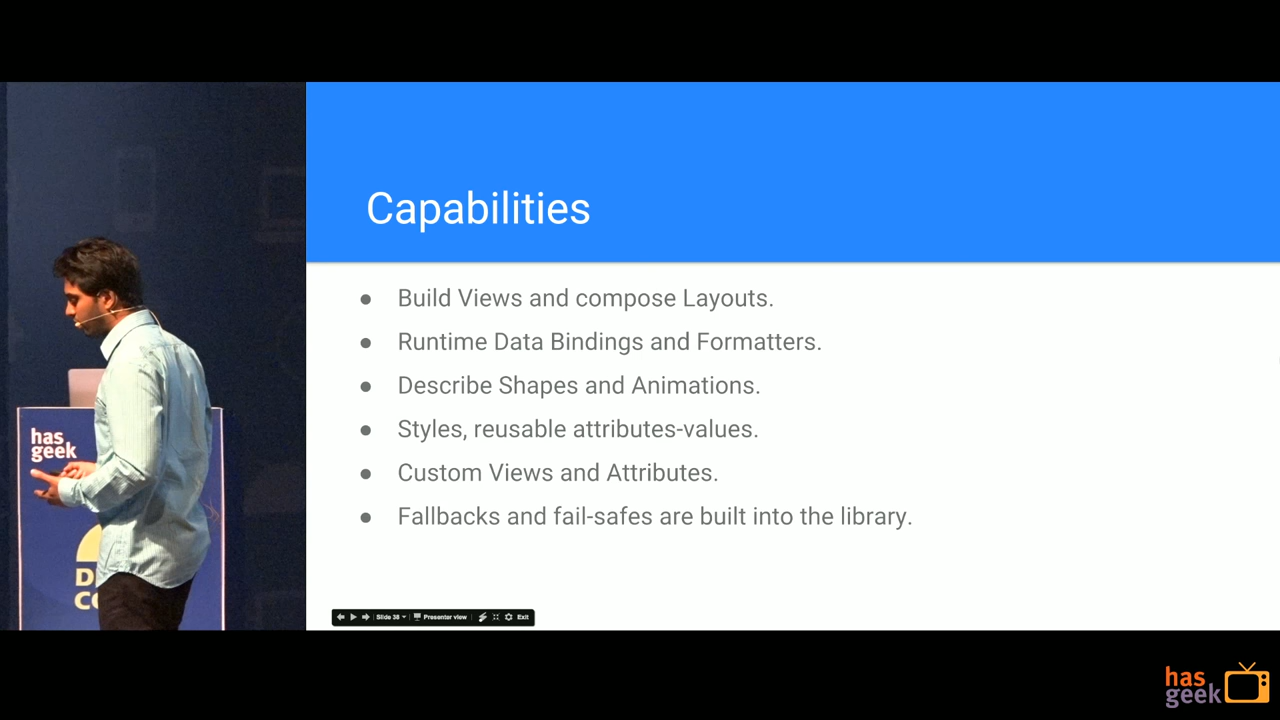 Capabilities
● Build Views and compose Layouts.
● Runtime Data Bindings and Formatters.
● Describe Shapes and Animations.
● Styles, reusable attributes-values.
● Custom Views and Attributes.
● Fallbacks and fail-safes are built into the library.
Slide 38 Presenter view Exit
has
geek
has
geek